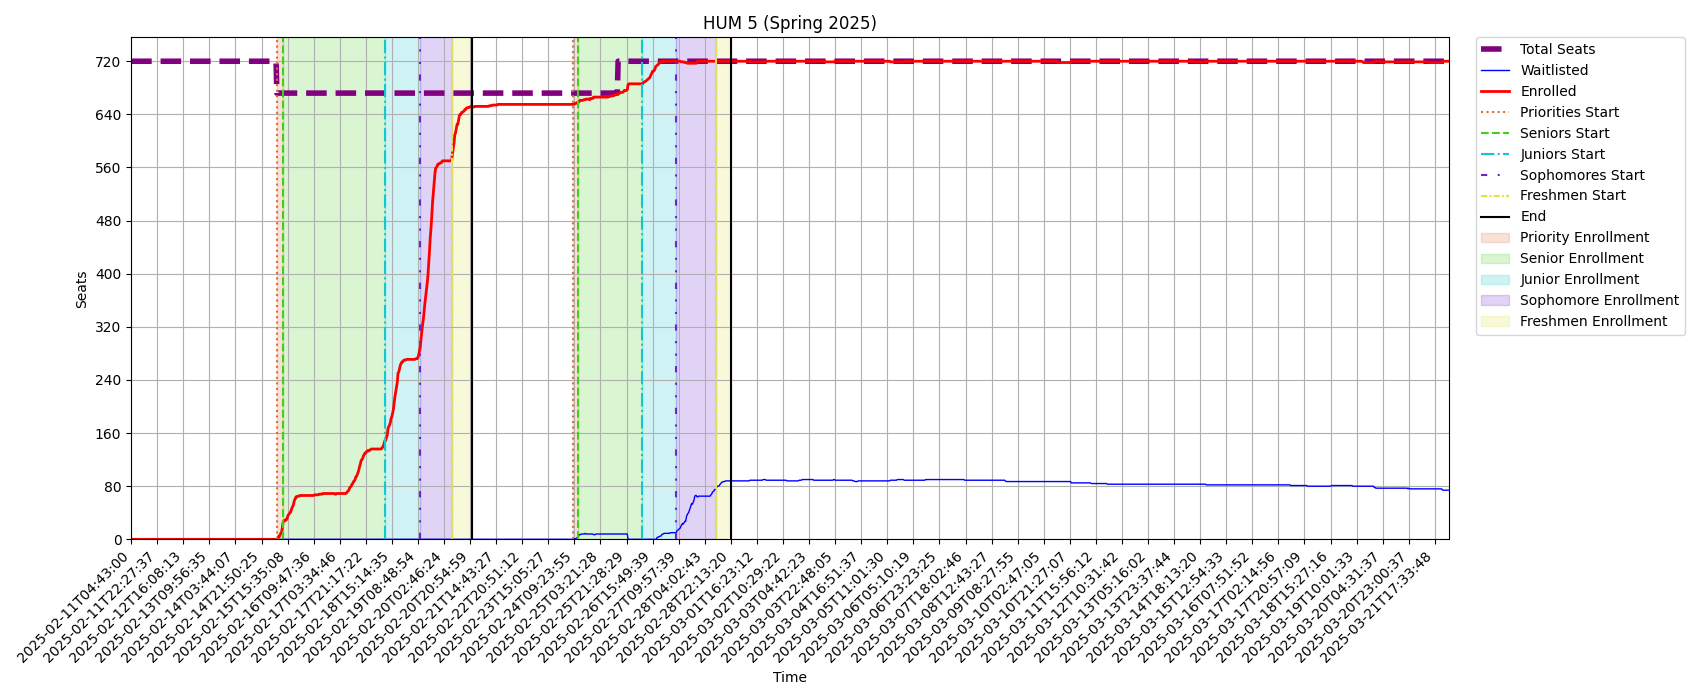 HUM 5 (Spring 2025)
Seats
720
640
560
480
400
320
240
160
80
0
2025-02-11T04:43:00
2025-02-11T22:27:37
2025-02-12T16:08:13
2025-02-13T09:56:35
2025-02-14T03:44:07
2025-02-14T21:50:25
2025-02-15T15:35:08
2025-02-16T09:47:36
2025-02-17T03:34:46
2025-02-17T21:17:22
2025-02-18T15:14:35
2025-02-19T08:48:54
2025-02-20T02:46:24
2025-02-20T20:54:59
2025-02-21T14:43:27
2025-02-22T20:51:12
2025-02-23T15:05:27
2025-02-24T09:23:55
2025-02-25T03:21:28
2025-02-25T21:28:29
2025-02-26T15:49:39
2025-02-27T09:57:39
2025-02-28T04:02:43
2025-02-28T22:13:20
2025-03-01T16:23:12
2025-03-02T10:29:22
2025-03-03T04:42:23
2025-03-03T22:48:05
2025-03-04T16:51:37
2025-03-05T11:01:30
2025-03-06T05:10:19
2025-03-06T23:23:25
2025-03-07T18:02:46
2025-03-08T12:43:27
2025-03-09T08:27:55
2025-03-10T02:47:05
2025-03-10T21:27:07
2025-03-11T15:56:12
2025-03-12T10:31:42
2025-03-13T05:16:02
2025-03-13T23:37:44
2025-03-14T18:13:20
2025-03-15T12:54:33
2025-03-16T07:51:52
2025-03-17T02:14:56
2025-03-17T20:57:09
2025-03-18T15:27:16
2025-03-19T10:01:33
2025-03-20T04:31:37
2025-03-20T23:00:37
2025-03-21T17:33:48
Time
Total Seats
Waitlisted
Enrolled
Priorities Start
Seniors Start
Juniors Start
Sophomores Start
Freshmen Start
End
Priority Enrollment
Senior Enrollment
Junior Enrollment
Sophomore Enrollment
Freshmen Enrollment